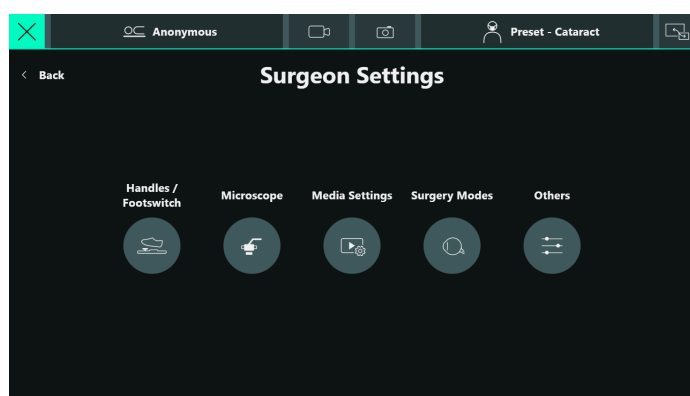 Anonymous
Preset - Cataract
Back
Surgeon Settings
Handles /
Footswitch
Microscope
Media Settings
Surgery Modes
Others